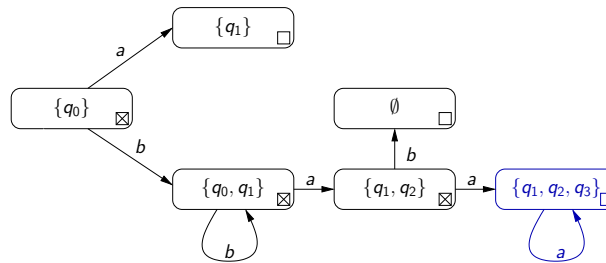 {q₁}
a
{q₀}
∅
b
b
{q₀, q₁}
a
{q₁, q₂}
a
{q₁, q₂, q₃}
b
a